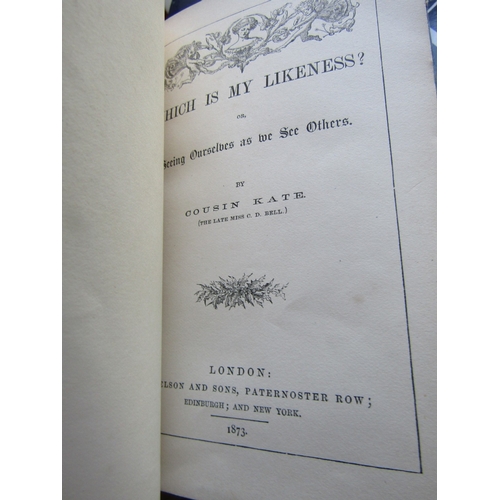 HICH IS MY LIKENESS?
OR,
Seeing Ourselves as we See Others.
BY
COUSIN KATE.
(THE LATE MISS C. D. BELL.)
LONDON:
LSON AND SONS, PATERNOSTER ROW;
EDINBURGH; AND NEW YORK.
1873.